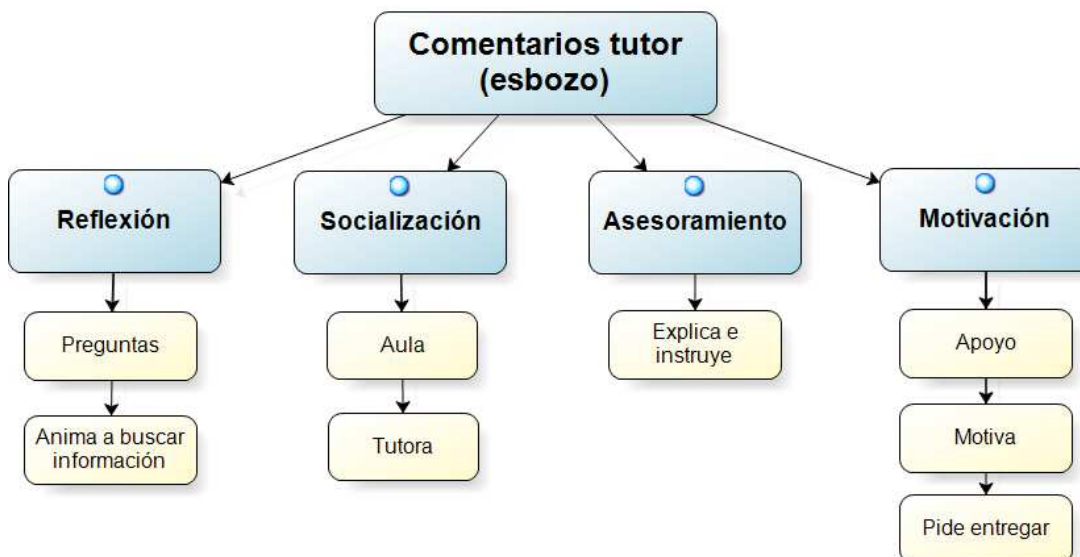 Comentarios tutor
(esbozo)
Reflexión
Socialización
Asesoramiento
Motivación
Preguntas
Aula
Explica e
instruye
Apoyo
Anima a buscar
información
Tutora
Motiva
Pide entregar